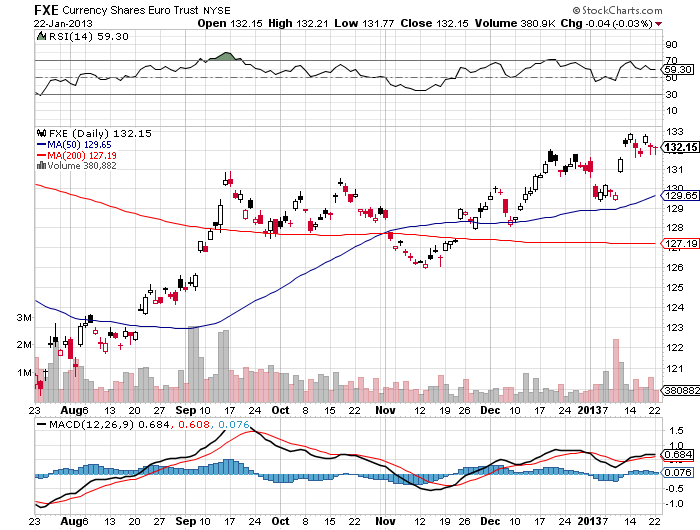 FXE Currency Shares Euro Trust NYSE
© StockCharts.com
22-Jan-2013 Open 132.15 High 132.21 Low 131.77 Close 132.15 Volume 380.9K Chg -0.04 (-0.03%)
RSI(14) 59.30
90
70
59.30
50
30
10
FXE (Daily) 132.15
MA(50) 129.65
MA(200) 127.19
Volume 380,882
133
132.15
131
130
129.65
129
128
127.19
126
125
124
123
122
121
380882
3M
2M
1M
23 Aug 6 13 20 27 Sep 10 17 24 Oct 8 15 22 Nov 12 19 26 Dec 10 17 24 2013 7 14 22
MACD(12,26,9) 0.684, 0.608, 0.076
1.5
1.0
0.684
0.076
-0.5
-1.0
23 Aug 6 13 20 27 Sep 10 17 24 Oct 8 15 22 Nov 12 19 26 Dec 10 17 24 2013 7 14 22